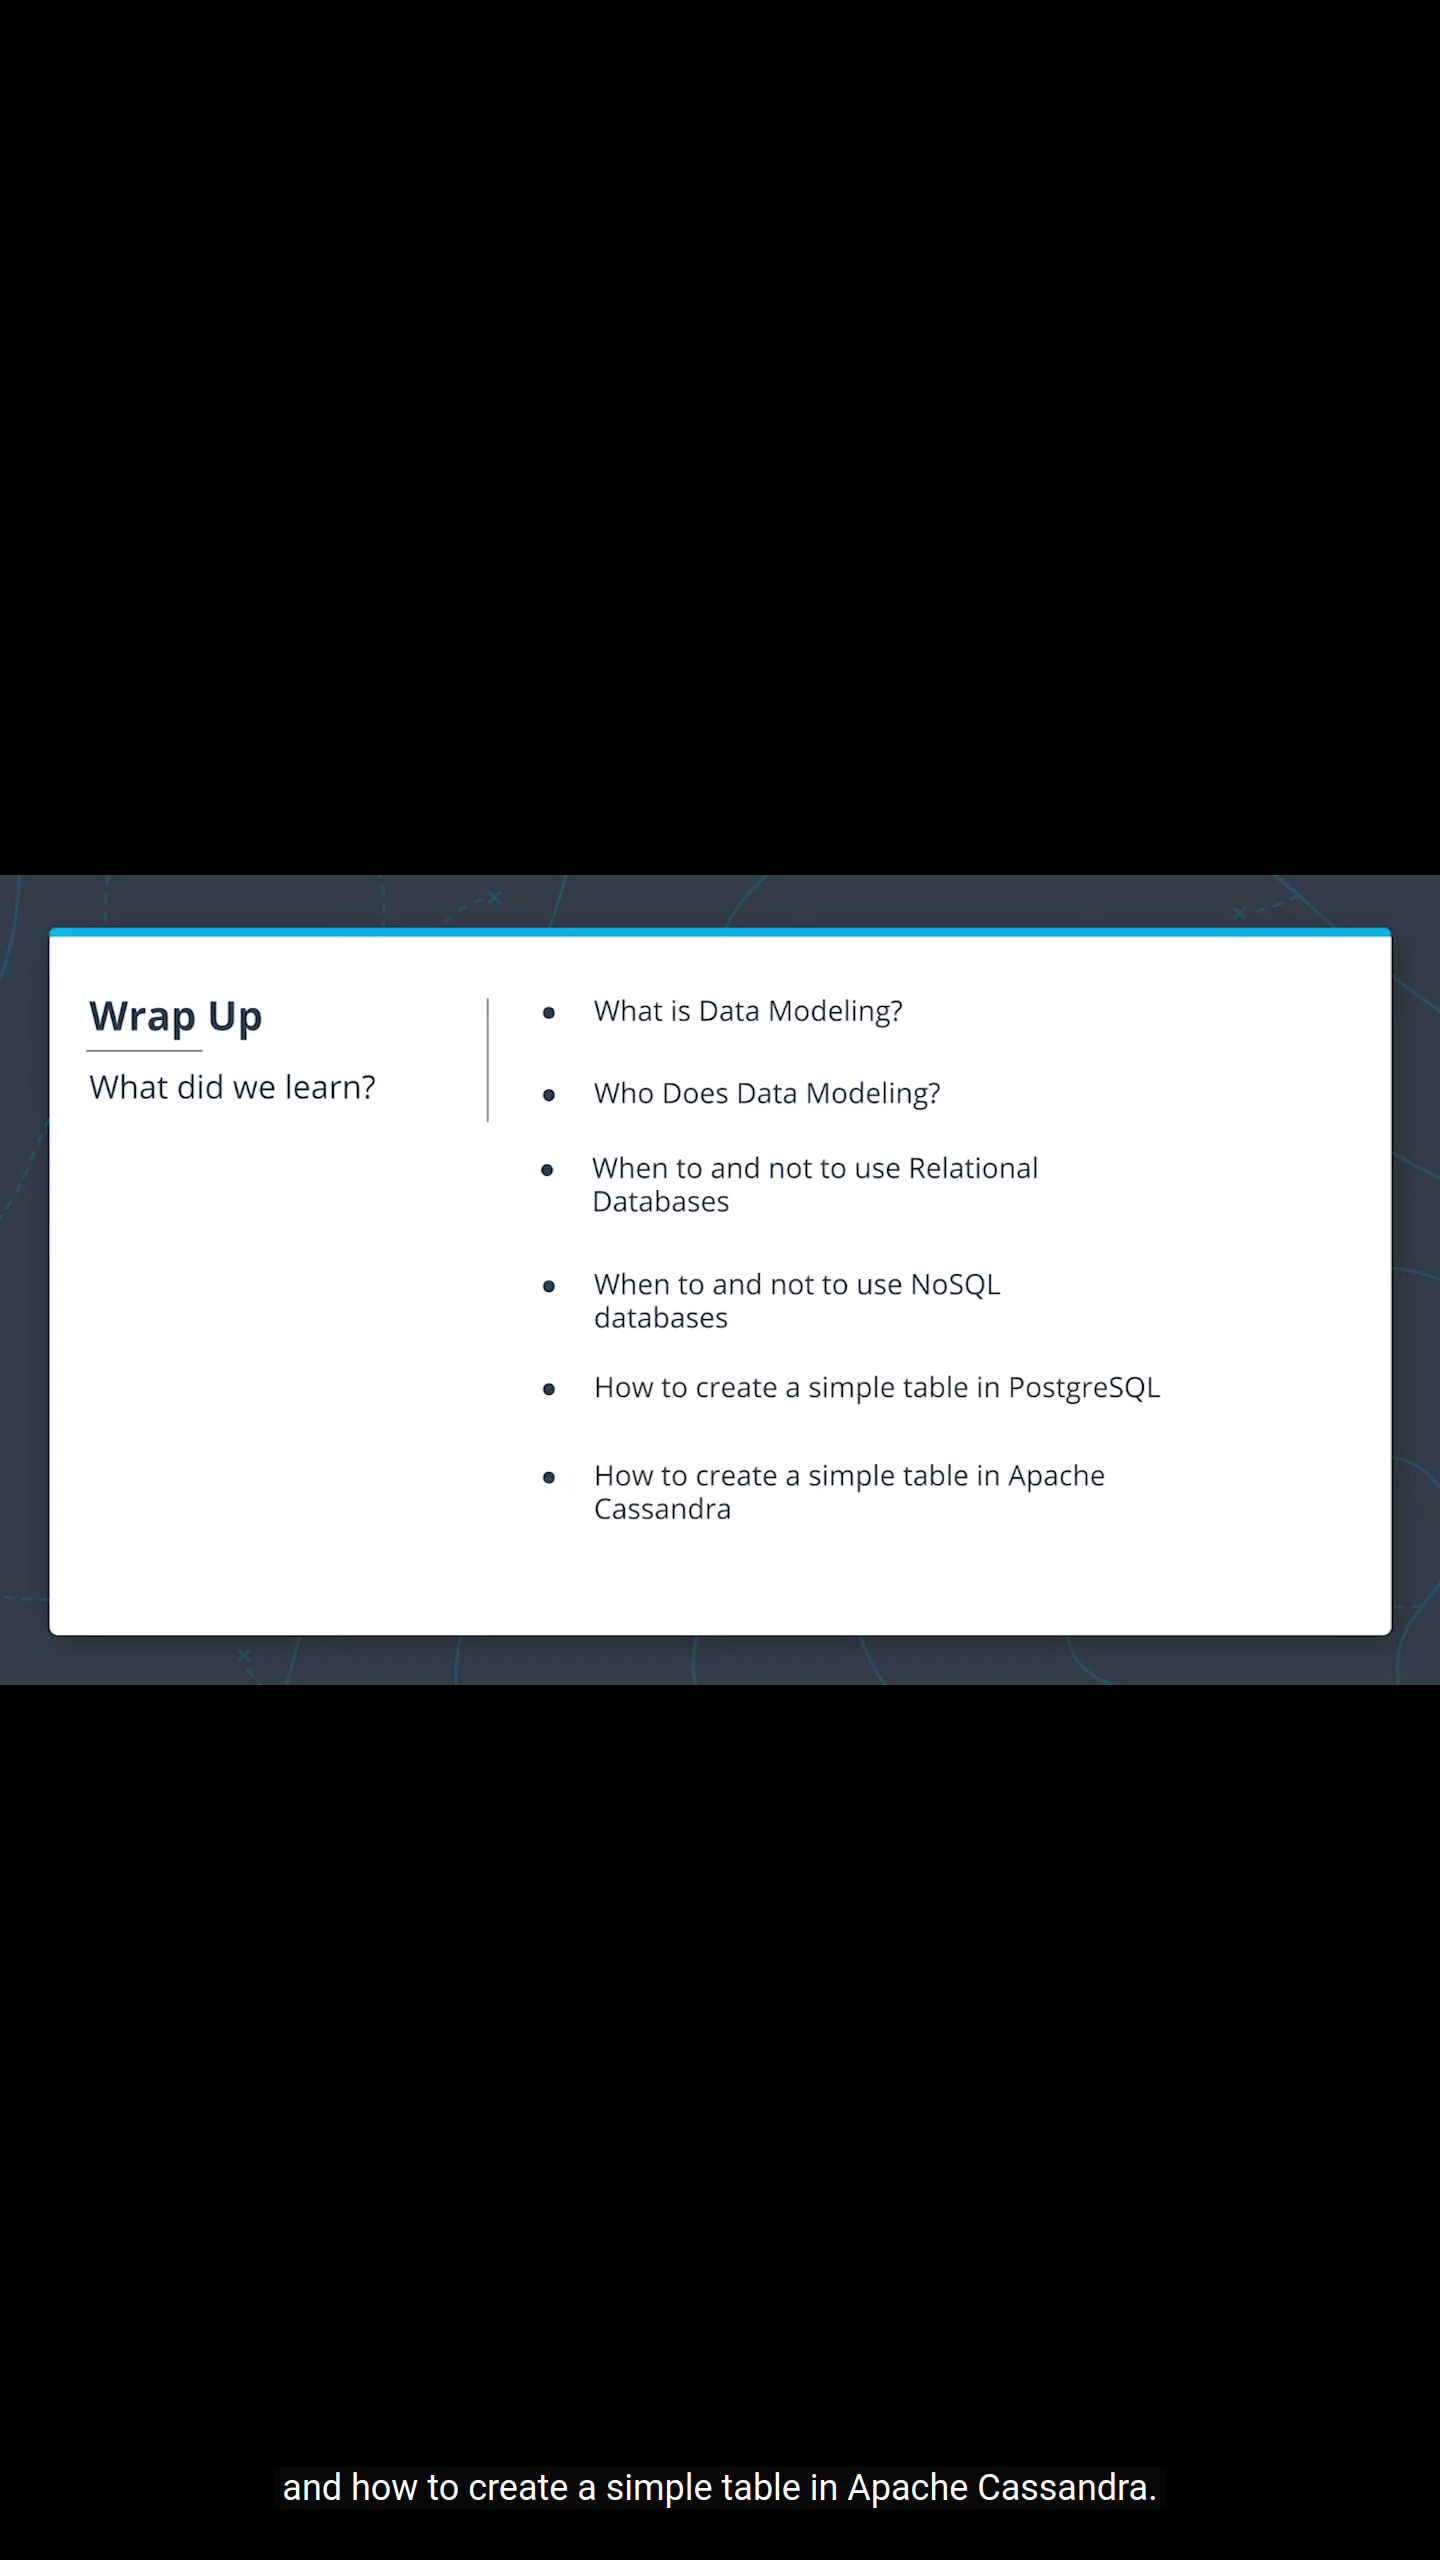 Wrap Up
What did we learn?
● What is Data Modeling?
● Who Does Data Modeling?
● When to and not to use Relational
Databases
● When to and not to use NoSQL
databases
● How to create a simple table in PostgreSQL
● How to create a simple table in Apache
Cassandra
and how to create a simple table in Apache Cassandra.